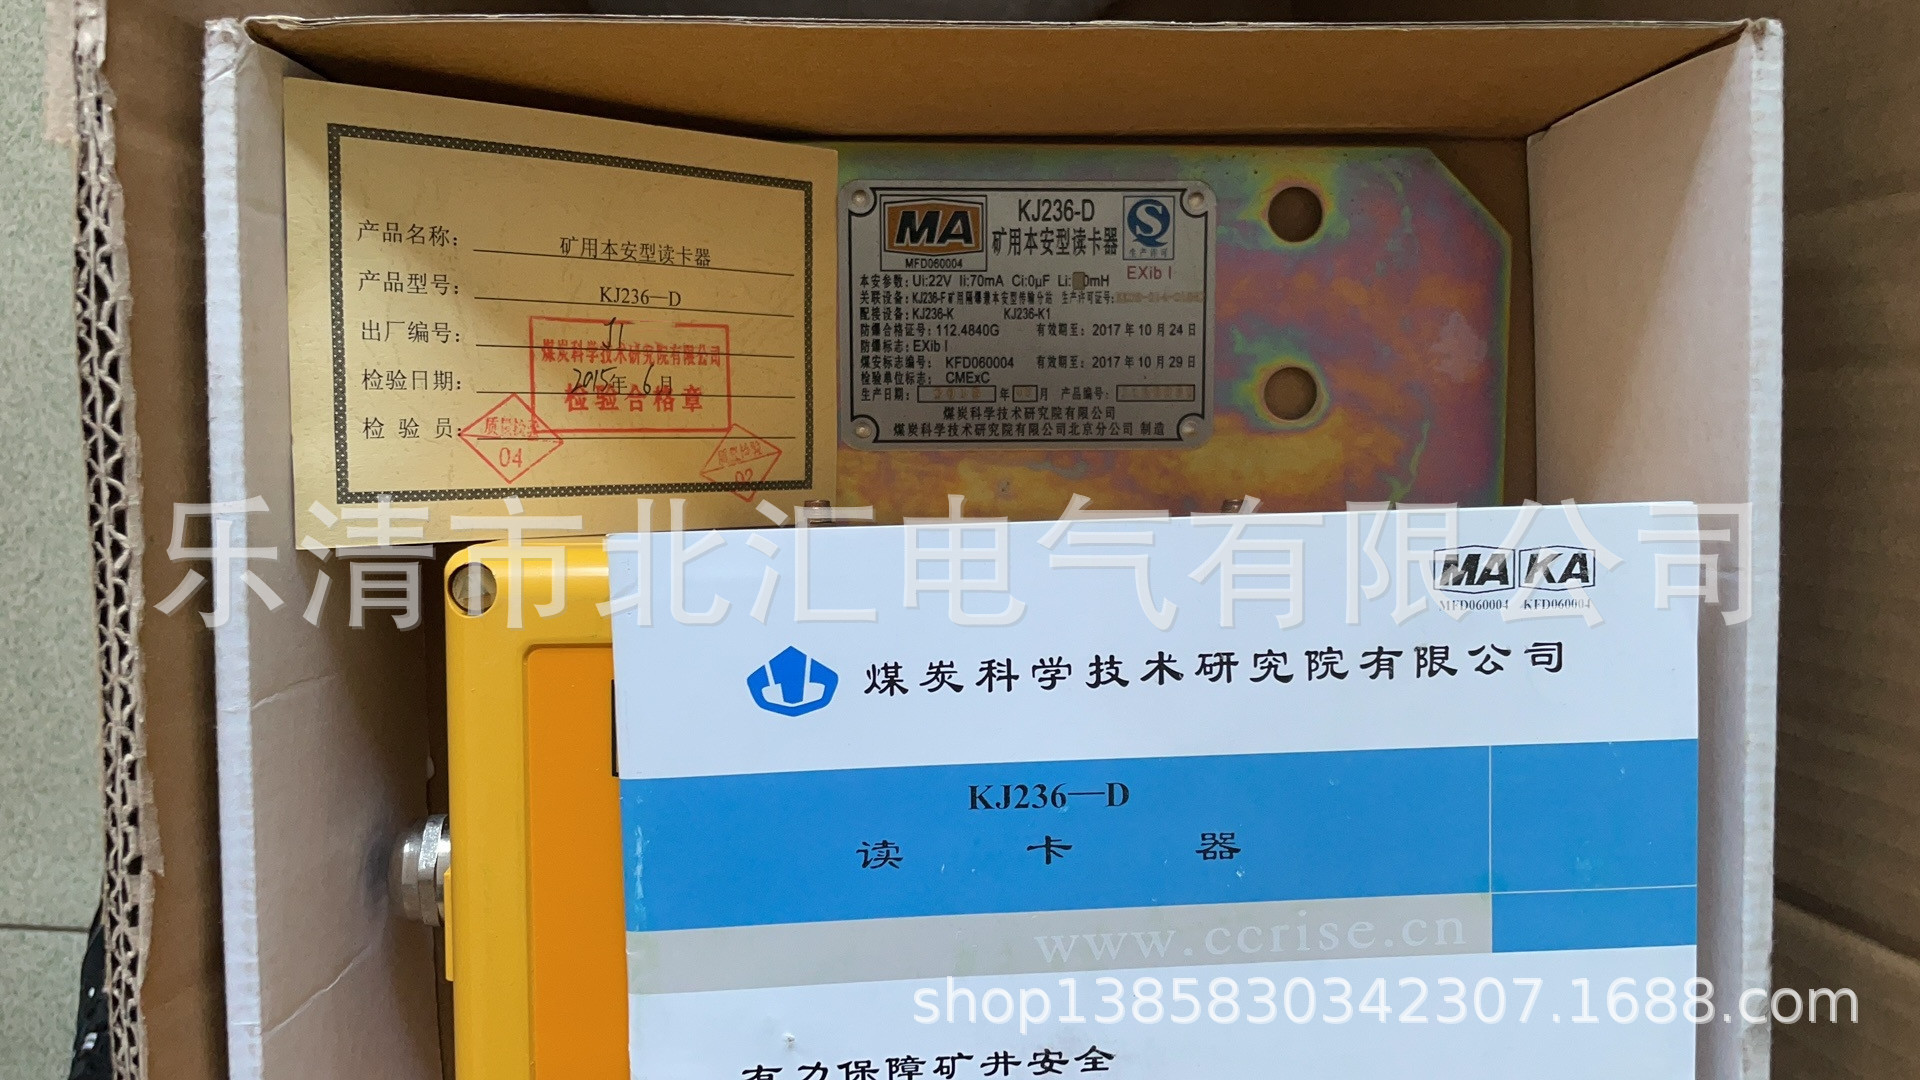 产品名称： 矿用本安型读卡器
产品型号： KJ236—D
出厂编号：
检验日期： 2015年 6月
检 验 员：
煤炭科学技术研究院有限公司
检验合格章
质量检验
04
02
MA
MFD060004
KJ236-D
矿用本安型读卡器
生产许可
EXib I
本安参数：Ui:22V Ii:70mA Ci:0μF Li: 0mH
关联设备：KJ236-F矿用隔爆兼本安型传输分站 生产许可证号：
配接设备：KJ236-K KJ236-K1
防爆合格证号：112.4840G 有效期至：2017年10月24日
防爆标志：EXib I
煤安标志编号：KFD060004 有效期至：2017年10月29日
检验单位标志：CMExC
生产日期： 年 月 产品编号：
煤炭科学技术研究院有限公司
煤炭科学技术研究院有限公司北京分公司 制造
乐清市北汇电气有限公司
MA KA
MFD060004 KFD060004
煤炭科学技术研究院有限公司
KJ236—D
读 卡 器
www.ccrise.cn
shop1385830342307.1688.com
有力保障矿井安全